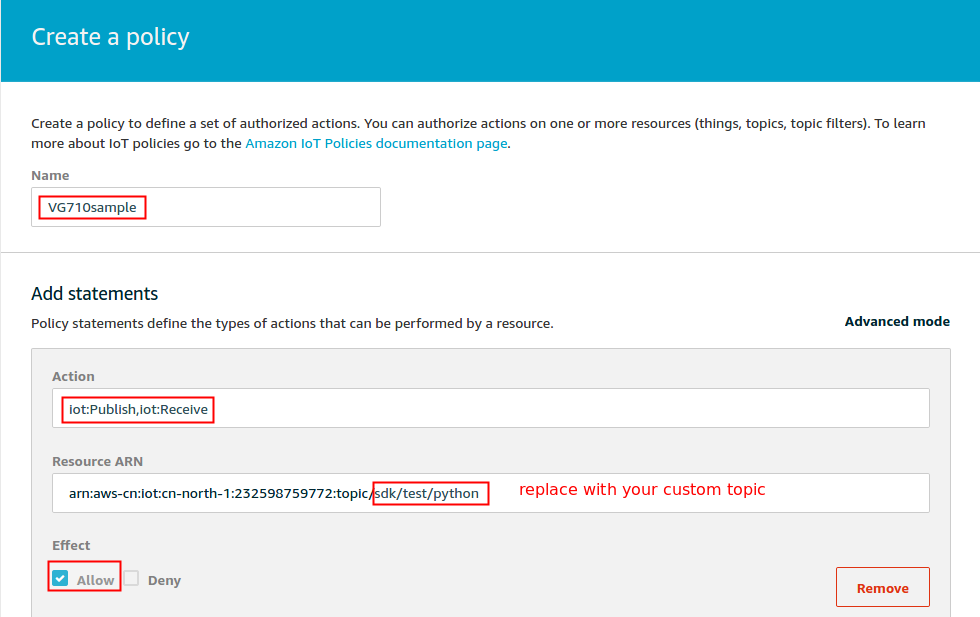 Create a policy
Create a policy to define a set of authorized actions. You can authorize actions on one or more resources (things, topics, topic filters). To learn
more about IoT policies go to the Amazon IoT Policies documentation page.
Name
VG710sample
Add statements
Policy statements define the types of actions that can be performed by a resource.
Advanced mode
Action
iot:Publish,iot:Receive
Resource ARN
arn:aws-cn:iot:cn-north-1:232598759772:topic/sdk/test/python
replace with your custom topic
Effect
Allow
Deny
Remove